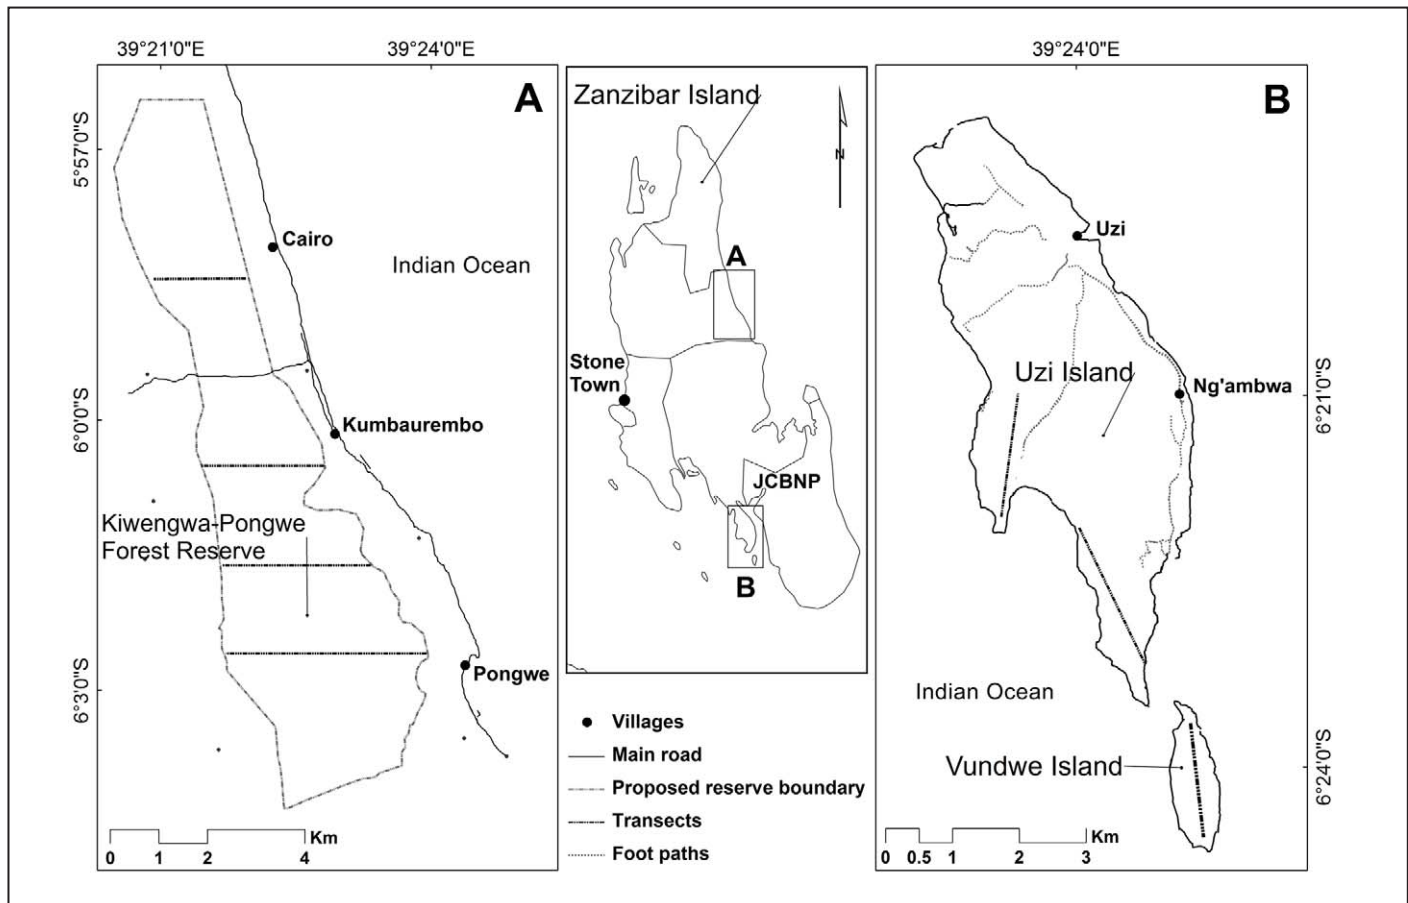 39°21'0"E
39°24'0"E
A
5°57'0"S
6°0'0"S
6°3'0"S
Cairo
Indian Ocean
Kumbaurembo
Kiwengwa-Pongwe
Forest Reserve
Pongwe
Km
0 1 2 4
Zanzibar Island
N
A
Stone
Town
JCBNP
B
Villages
Main road
Proposed reserve boundary
Transects
Foot paths
39°24'0"E
B
Uzi
Uzi Island
Ng'ambwa
6°21'0"S
Indian Ocean
Vundwe Island
6°24'0"S
Km
0 0.5 1 2 3